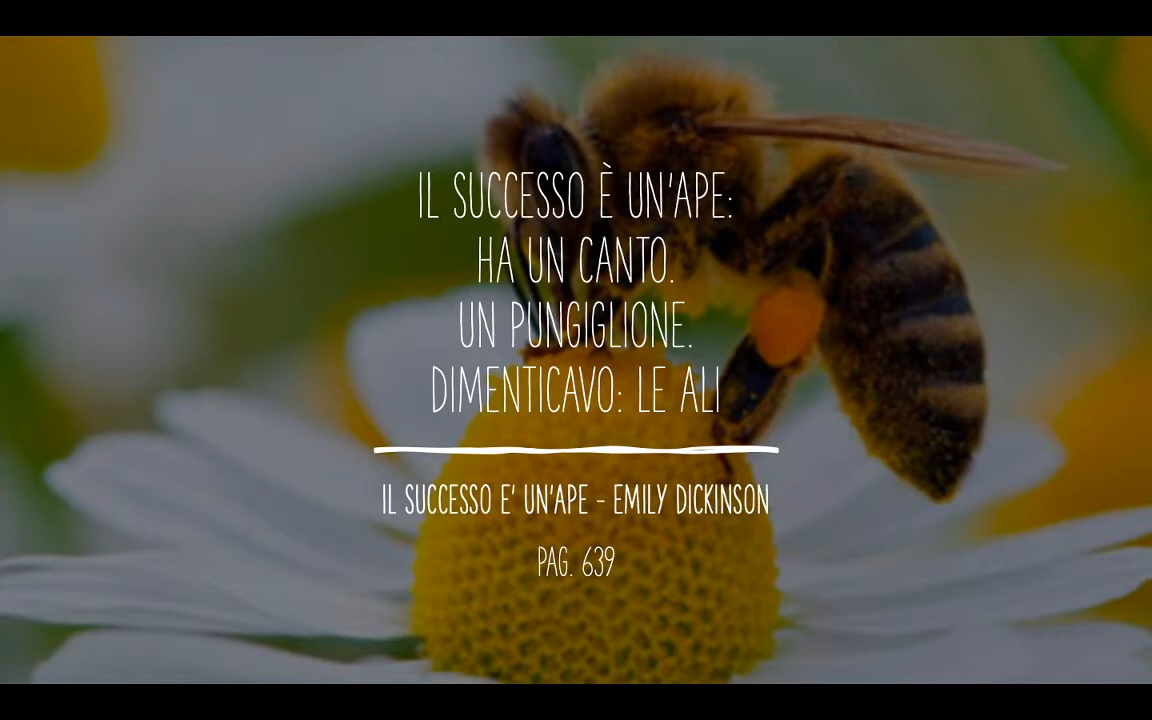 IL SUCCESSO È UN'APE:
HA UN CANTO.
UN PUNGIGLIONE.
DIMENTICAVO: LE ALI
IL SUCCESSO E' UN'APE - EMILY DICKINSON
PAG. 639